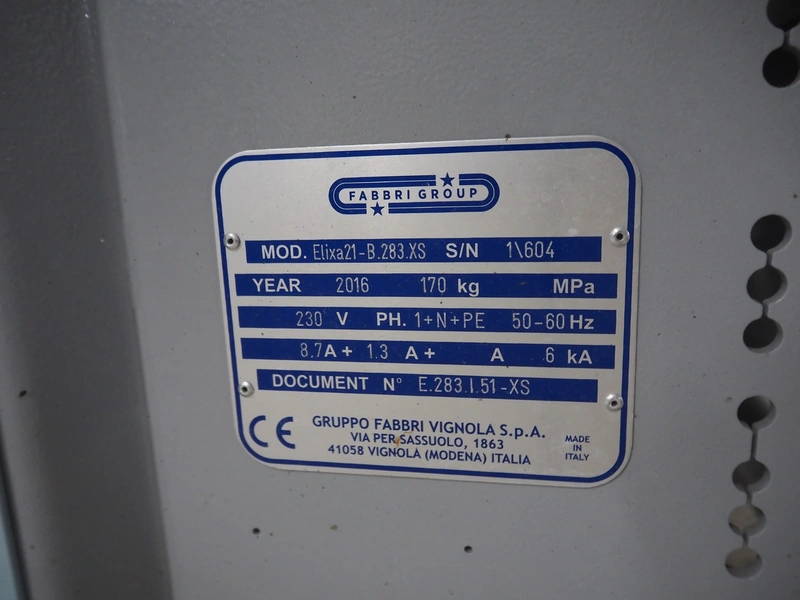 FABBRI GROUP
MOD. Elixa21-B.283.XS S/N 1\604
YEAR 2016 170 kg MPa
230 V PH. 1+N+PE 50-60 Hz
8.7A + 1.3 A + A 6 kA
DOCUMENT N° E.283.I.51-XS
CE GRUPPO FABBRI VIGNOLA S.p.A.
VIA PER SASSUOLO, 1863
41058 VIGNOLA (MODENA) ITALIA
MADE
IN
ITALY